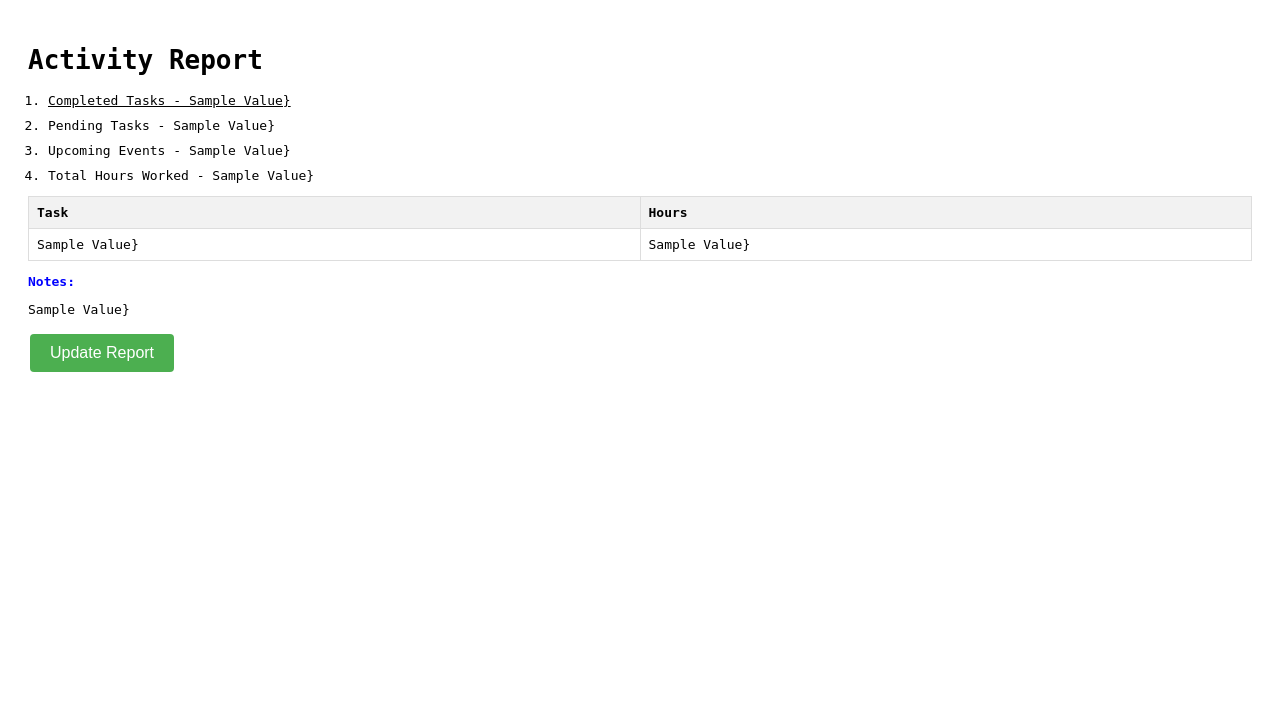 Activity Report
1. Completed Tasks - Sample Value}
2. Pending Tasks - Sample Value}
3. Upcoming Events - Sample Value}
4. Total Hours Worked - Sample Value}
Task Hours
Sample Value} Sample Value}
Notes:
Sample Value}
Update Report